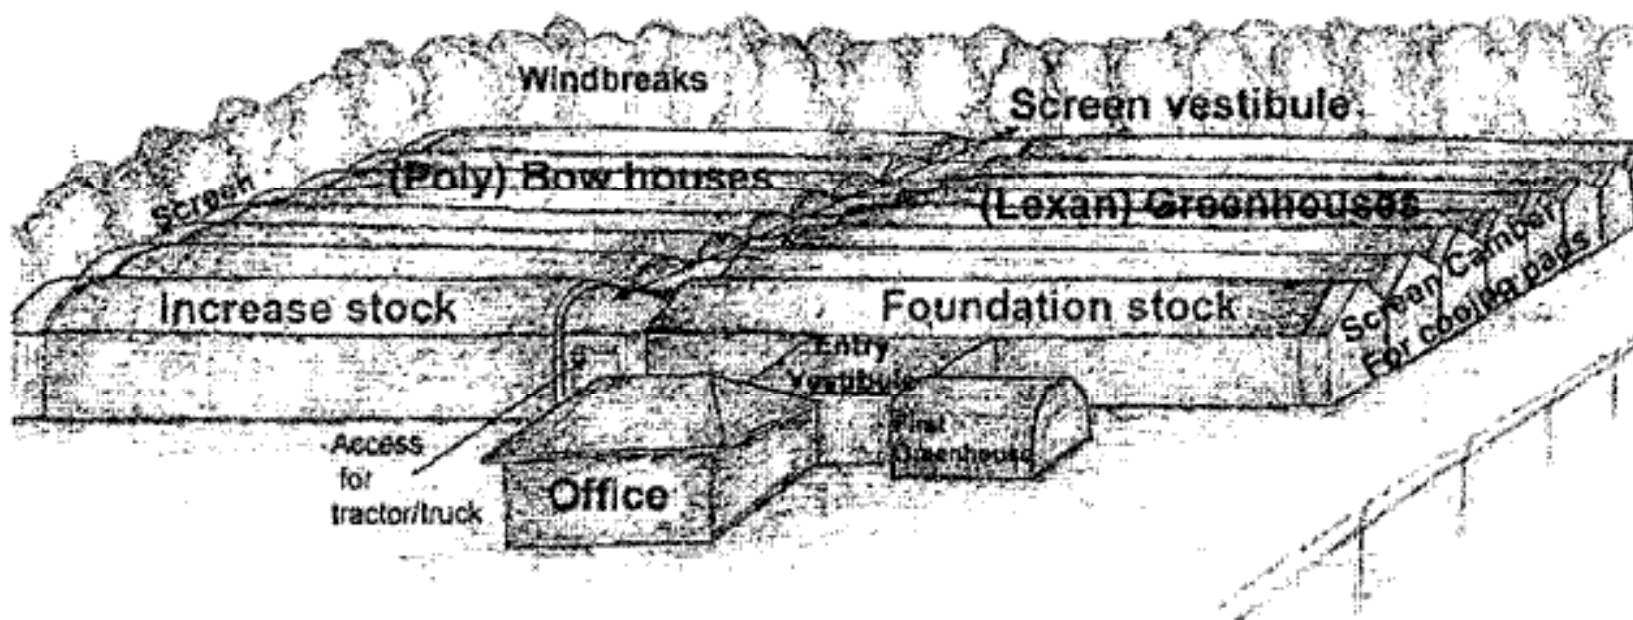 Windbreaks
Screen vestibule
(Poly) Bow houses
Screen
(Lexan) Greenhouses
Increase stock
Foundation stock
Screen Camber
For cooling pads
Entry
Vestibule
First
Greenhouse
Access
for
tractor/truck
Office